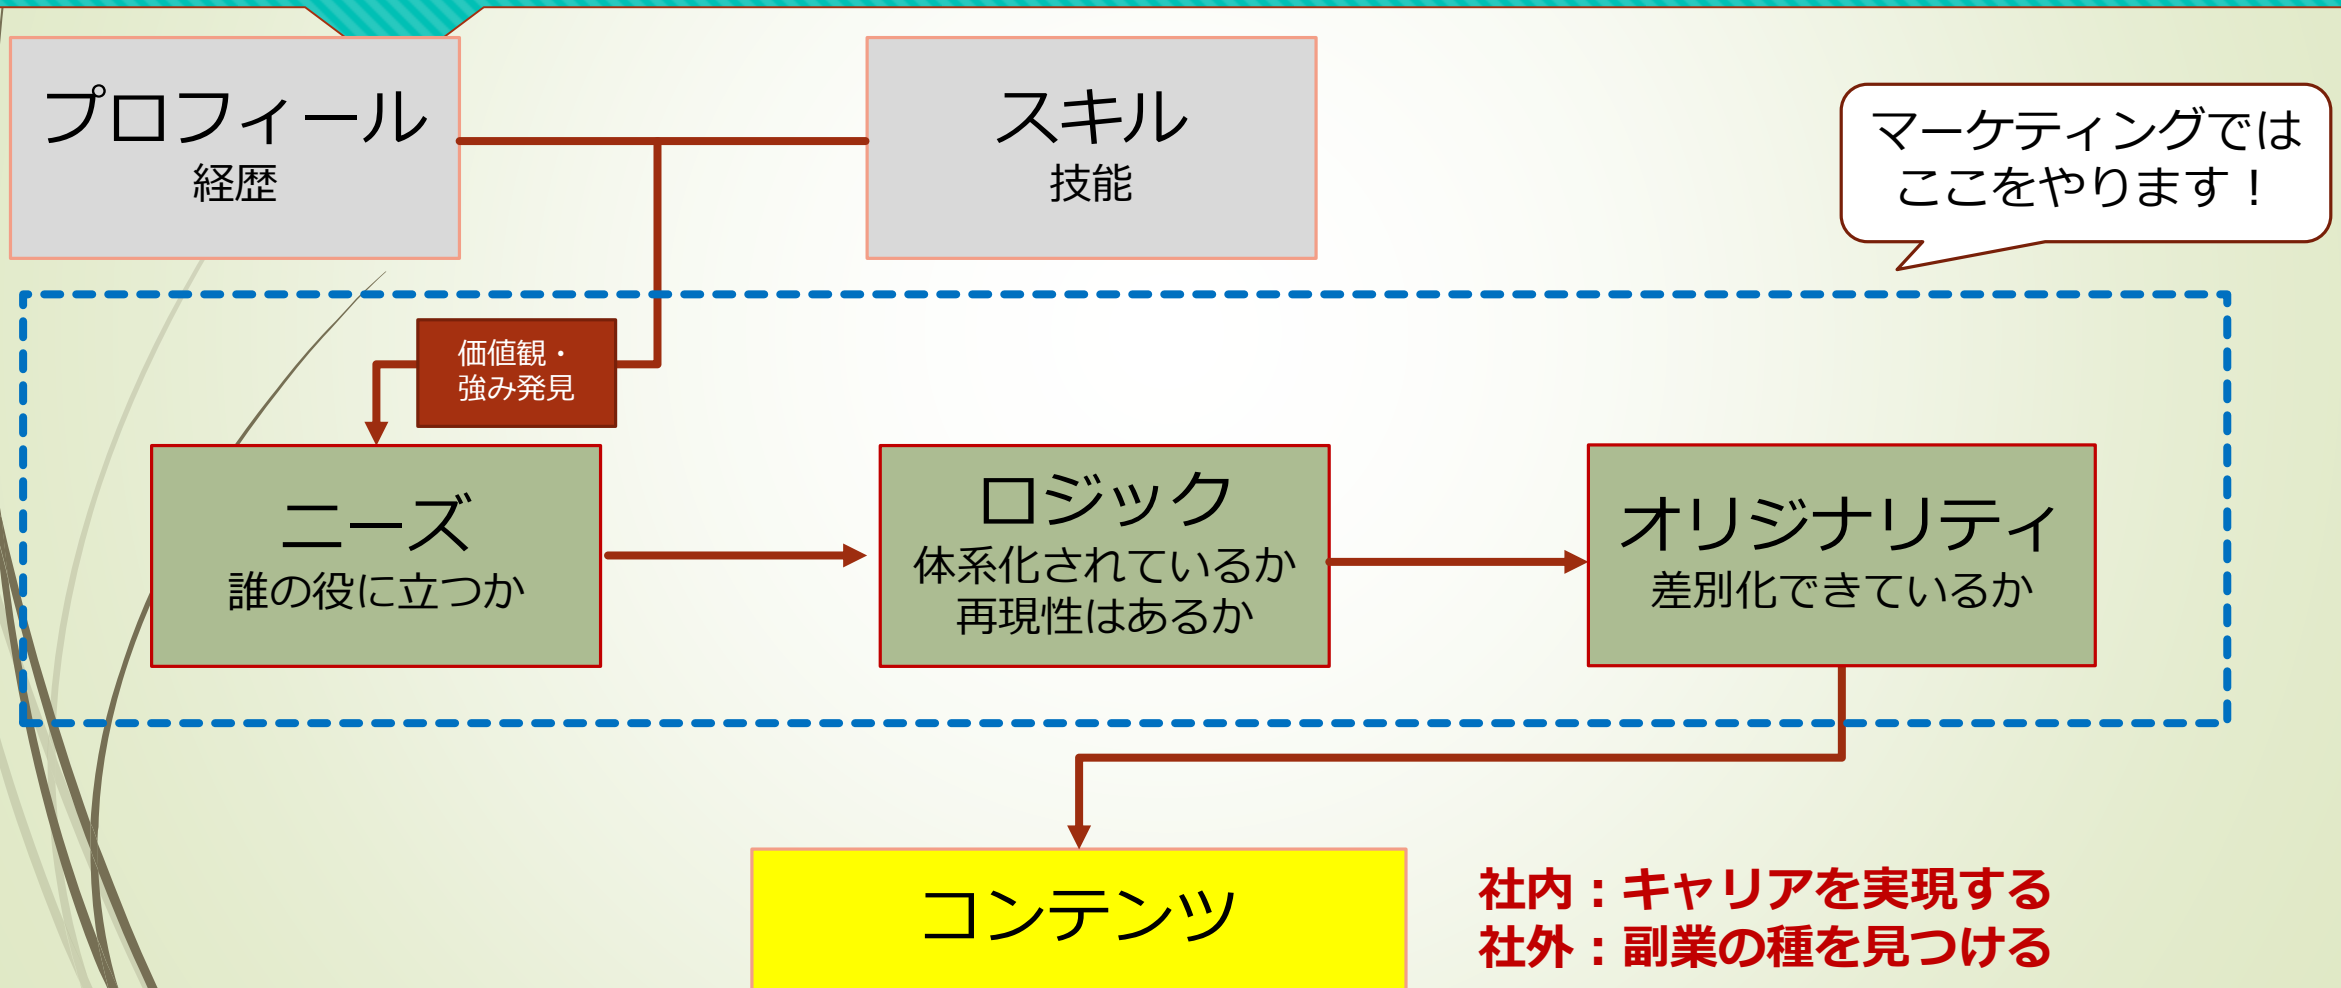 プロフィール
経歴
スキル
技能
マーケティングでは
ここをやります！
価値観・
強み発見
ニーズ
誰の役に立つか
ロジック
体系化されているか
再現性はあるか
オリジナリティ
差別化できているか
コンテンツ
社内：キャリアを実現する
社外：副業の種を見つける